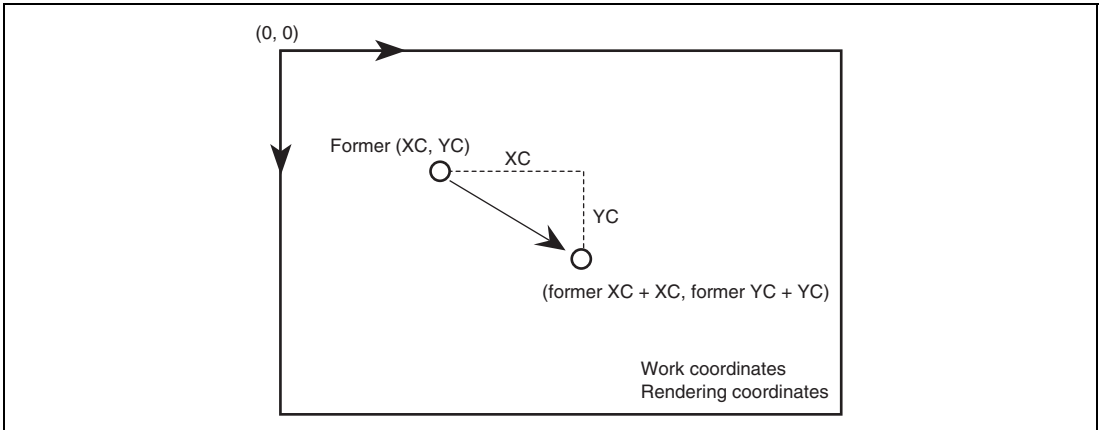 (0, 0)
Former (XC, YC)
XC
YC
(former XC + XC, former YC + YC)
Work coordinates
Rendering coordinates